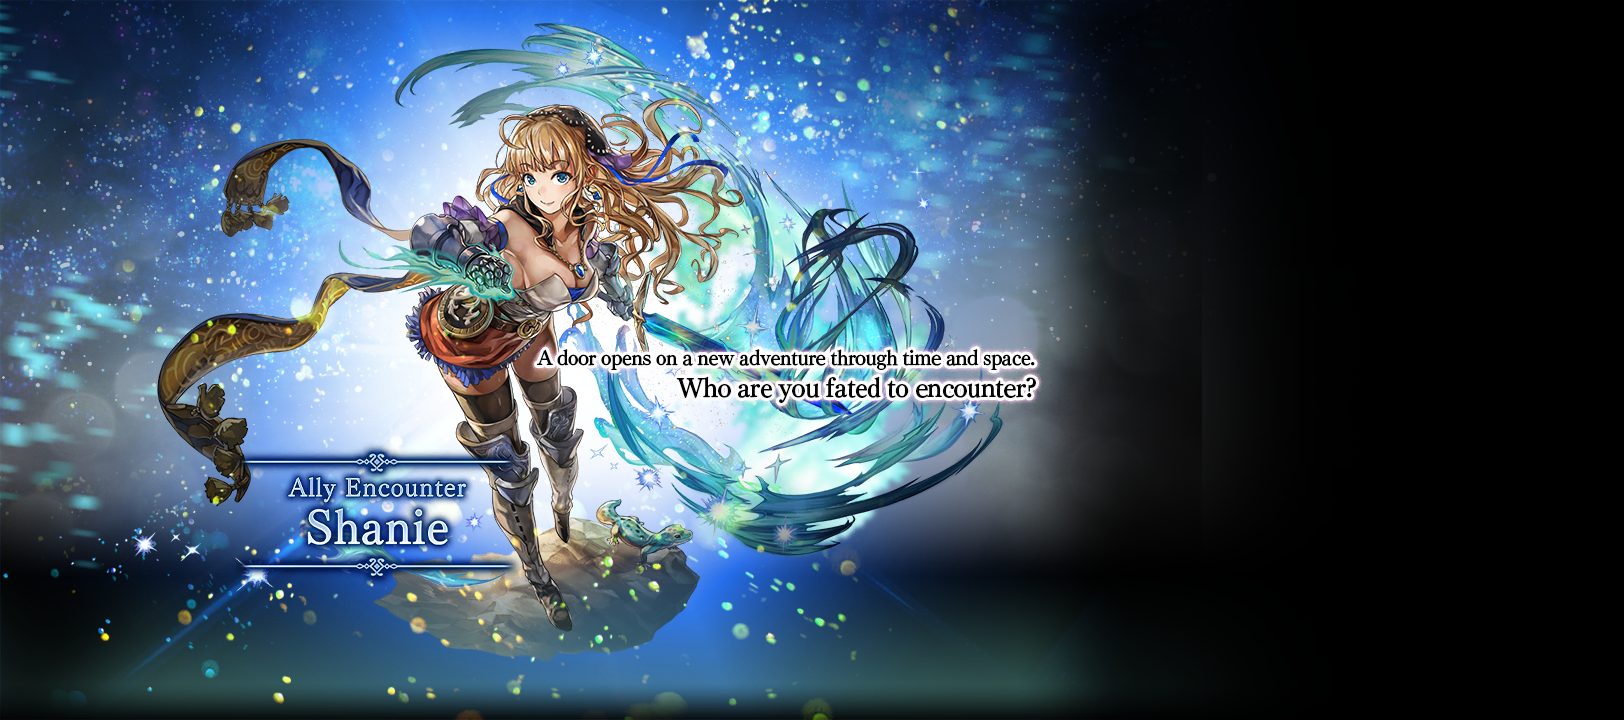 A door opens on a new adventure through time and space.
Who are you fated to encounter?
Ally Encounter
Shanie